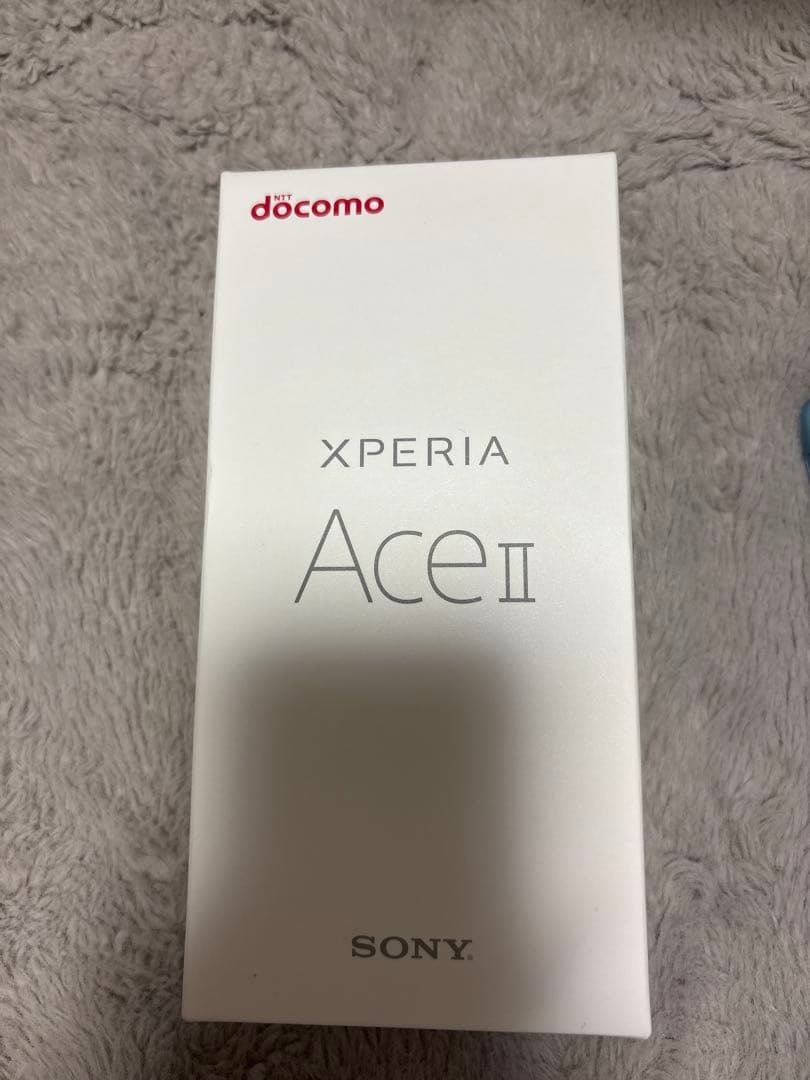 NTT
docomo
XPERIA
Ace II
SONY